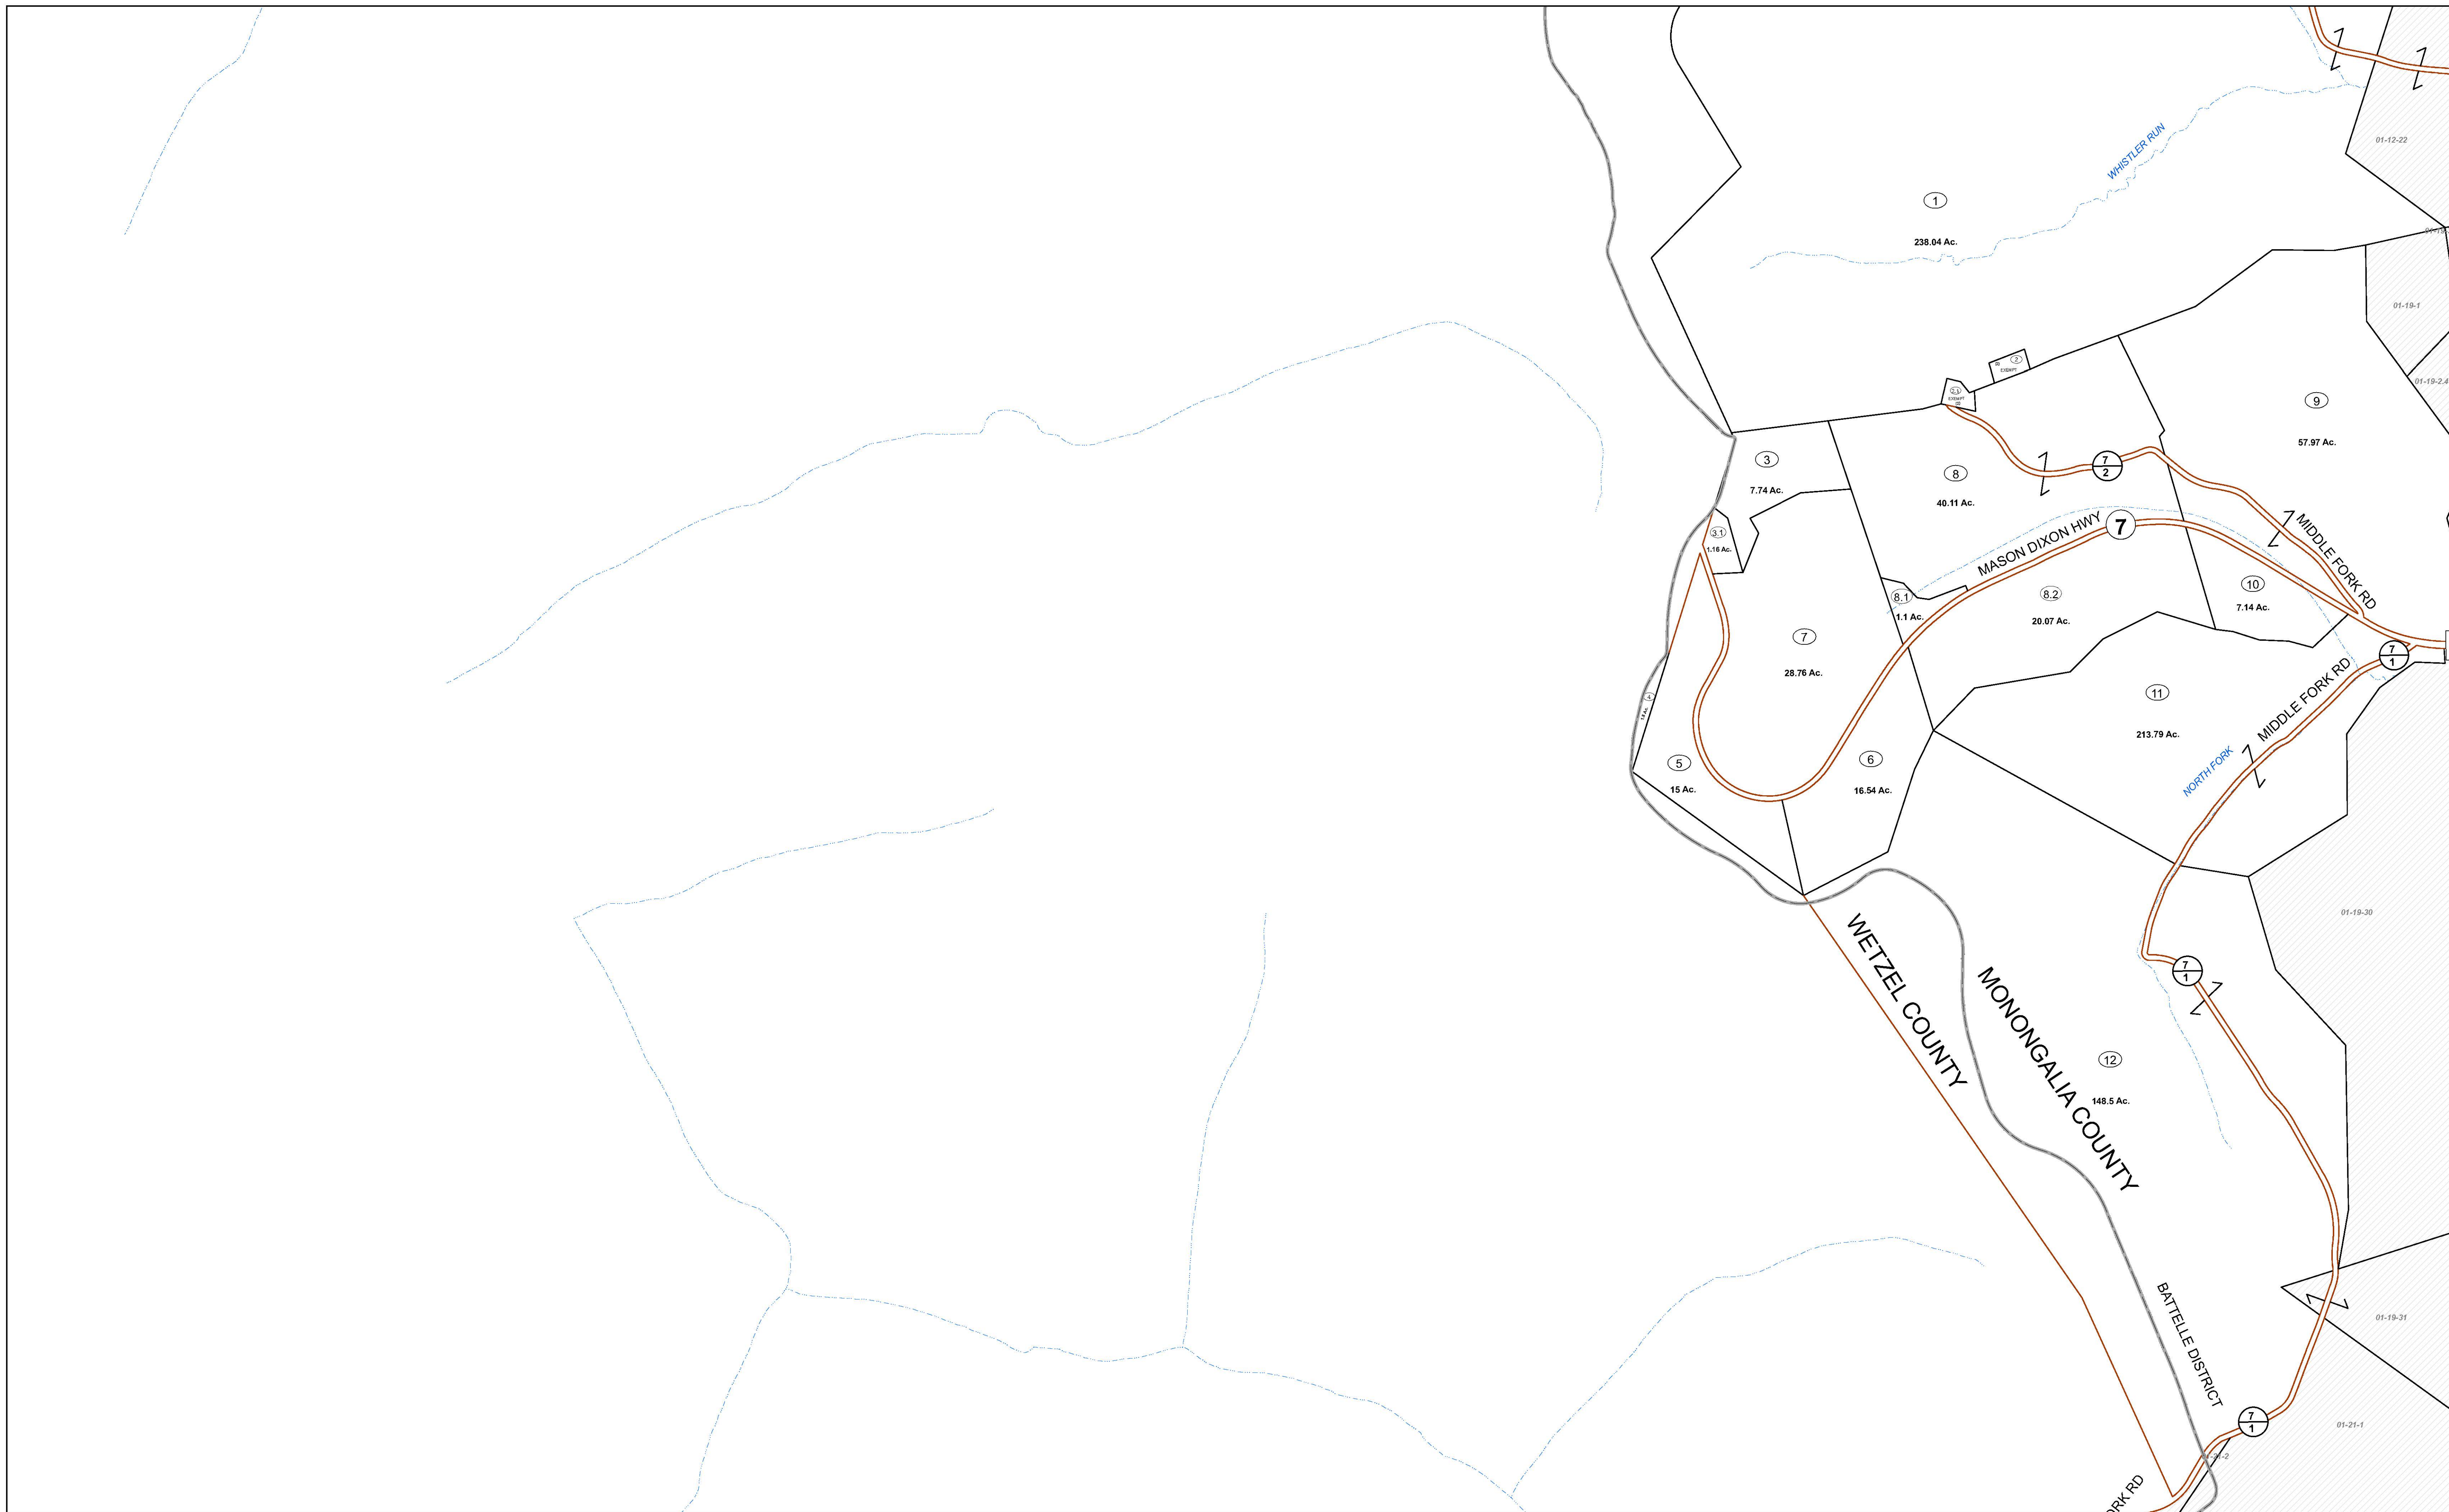 01-12-22
WHISTLER RUN
1
238.04 Ac.
01-19-1
2
EXEMPT
01-19-2.4
2.1
EXEMPT
9
57.97 Ac.
3
7.74 Ac.
8
40.11 Ac.
7
2
MASON DIXON HWY
7
MIDDLE FORK RD
3.1
1.16 Ac.
8.1
1.1 Ac.
8.2
20.07 Ac.
10
7.14 Ac.
7
28.76 Ac.
7
1
4
11
213.79 Ac.
MIDDLE FORK RD
NORTH FORK
5
15 Ac.
6
16.54 Ac.
01-19-30
WETZEL COUNTY
MONONGALIA COUNTY
7
1
12
148.5 Ac.
BATTELLE DISTRICT
01-19-31
7
1
01-21-1
ORK RD